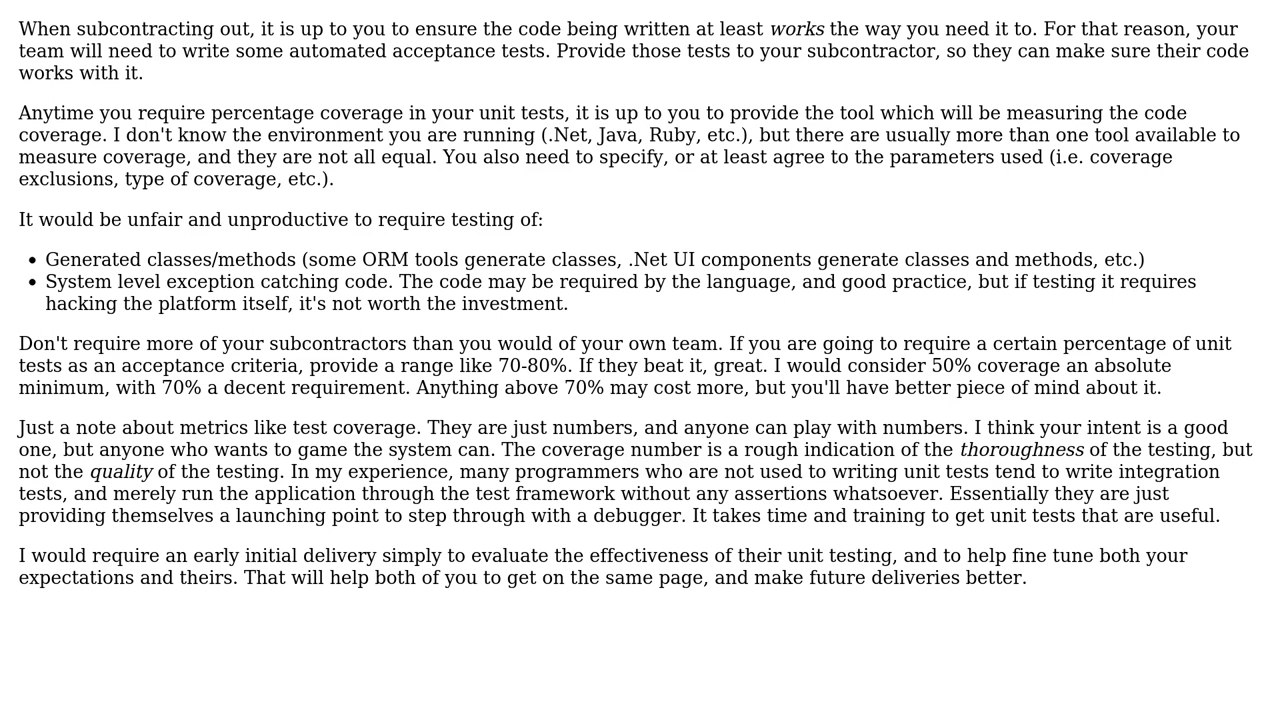 When subcontracting out, it is up to you to ensure the code being written at least works the way you need it to. For that reason, your
team will need to write some automated acceptance tests. Provide those tests to your subcontractor, so they can make sure their code
works with it.
Anytime you require percentage coverage in your unit tests, it is up to you to provide the tool which will be measuring the code
coverage. I don't know the environment you are running (.Net, Java, Ruby, etc.), but there are usually more than one tool available to
measure coverage, and they are not all equal. You also need to specify, or at least agree to the parameters used (i.e. coverage
exclusions, type of coverage, etc.).
It would be unfair and unproductive to require testing of:
• Generated classes/methods (some ORM tools generate classes, .Net UI components generate classes and methods, etc.)
• System level exception catching code. The code may be required by the language, and good practice, but if testing it requires
hacking the platform itself, it's not worth the investment.
Don't require more of your subcontractors than you would of your own team. If you are going to require a certain percentage of unit
tests as an acceptance criteria, provide a range like 70-80%. If they beat it, great. I would consider 50% coverage an absolute
minimum, with 70% a decent requirement. Anything above 70% may cost more, but you'll have better piece of mind about it.
Just a note about metrics like test coverage. They are just numbers, and anyone can play with numbers. I think your intent is a good
one, but anyone who wants to game the system can. The coverage number is a rough indication of the thoroughness of the testing, but
not the quality of the testing. In my experience, many programmers who are not used to writing unit tests tend to write integration
tests, and merely run the application through the test framework without any assertions whatsoever. Essentially they are just
providing themselves a launching point to step through with a debugger. It takes time and training to get unit tests that are useful.
I would require an early initial delivery simply to evaluate the effectiveness of their unit testing, and to help fine tune both your
expectations and theirs. That will help both of you to get on the same page, and make future deliveries better.